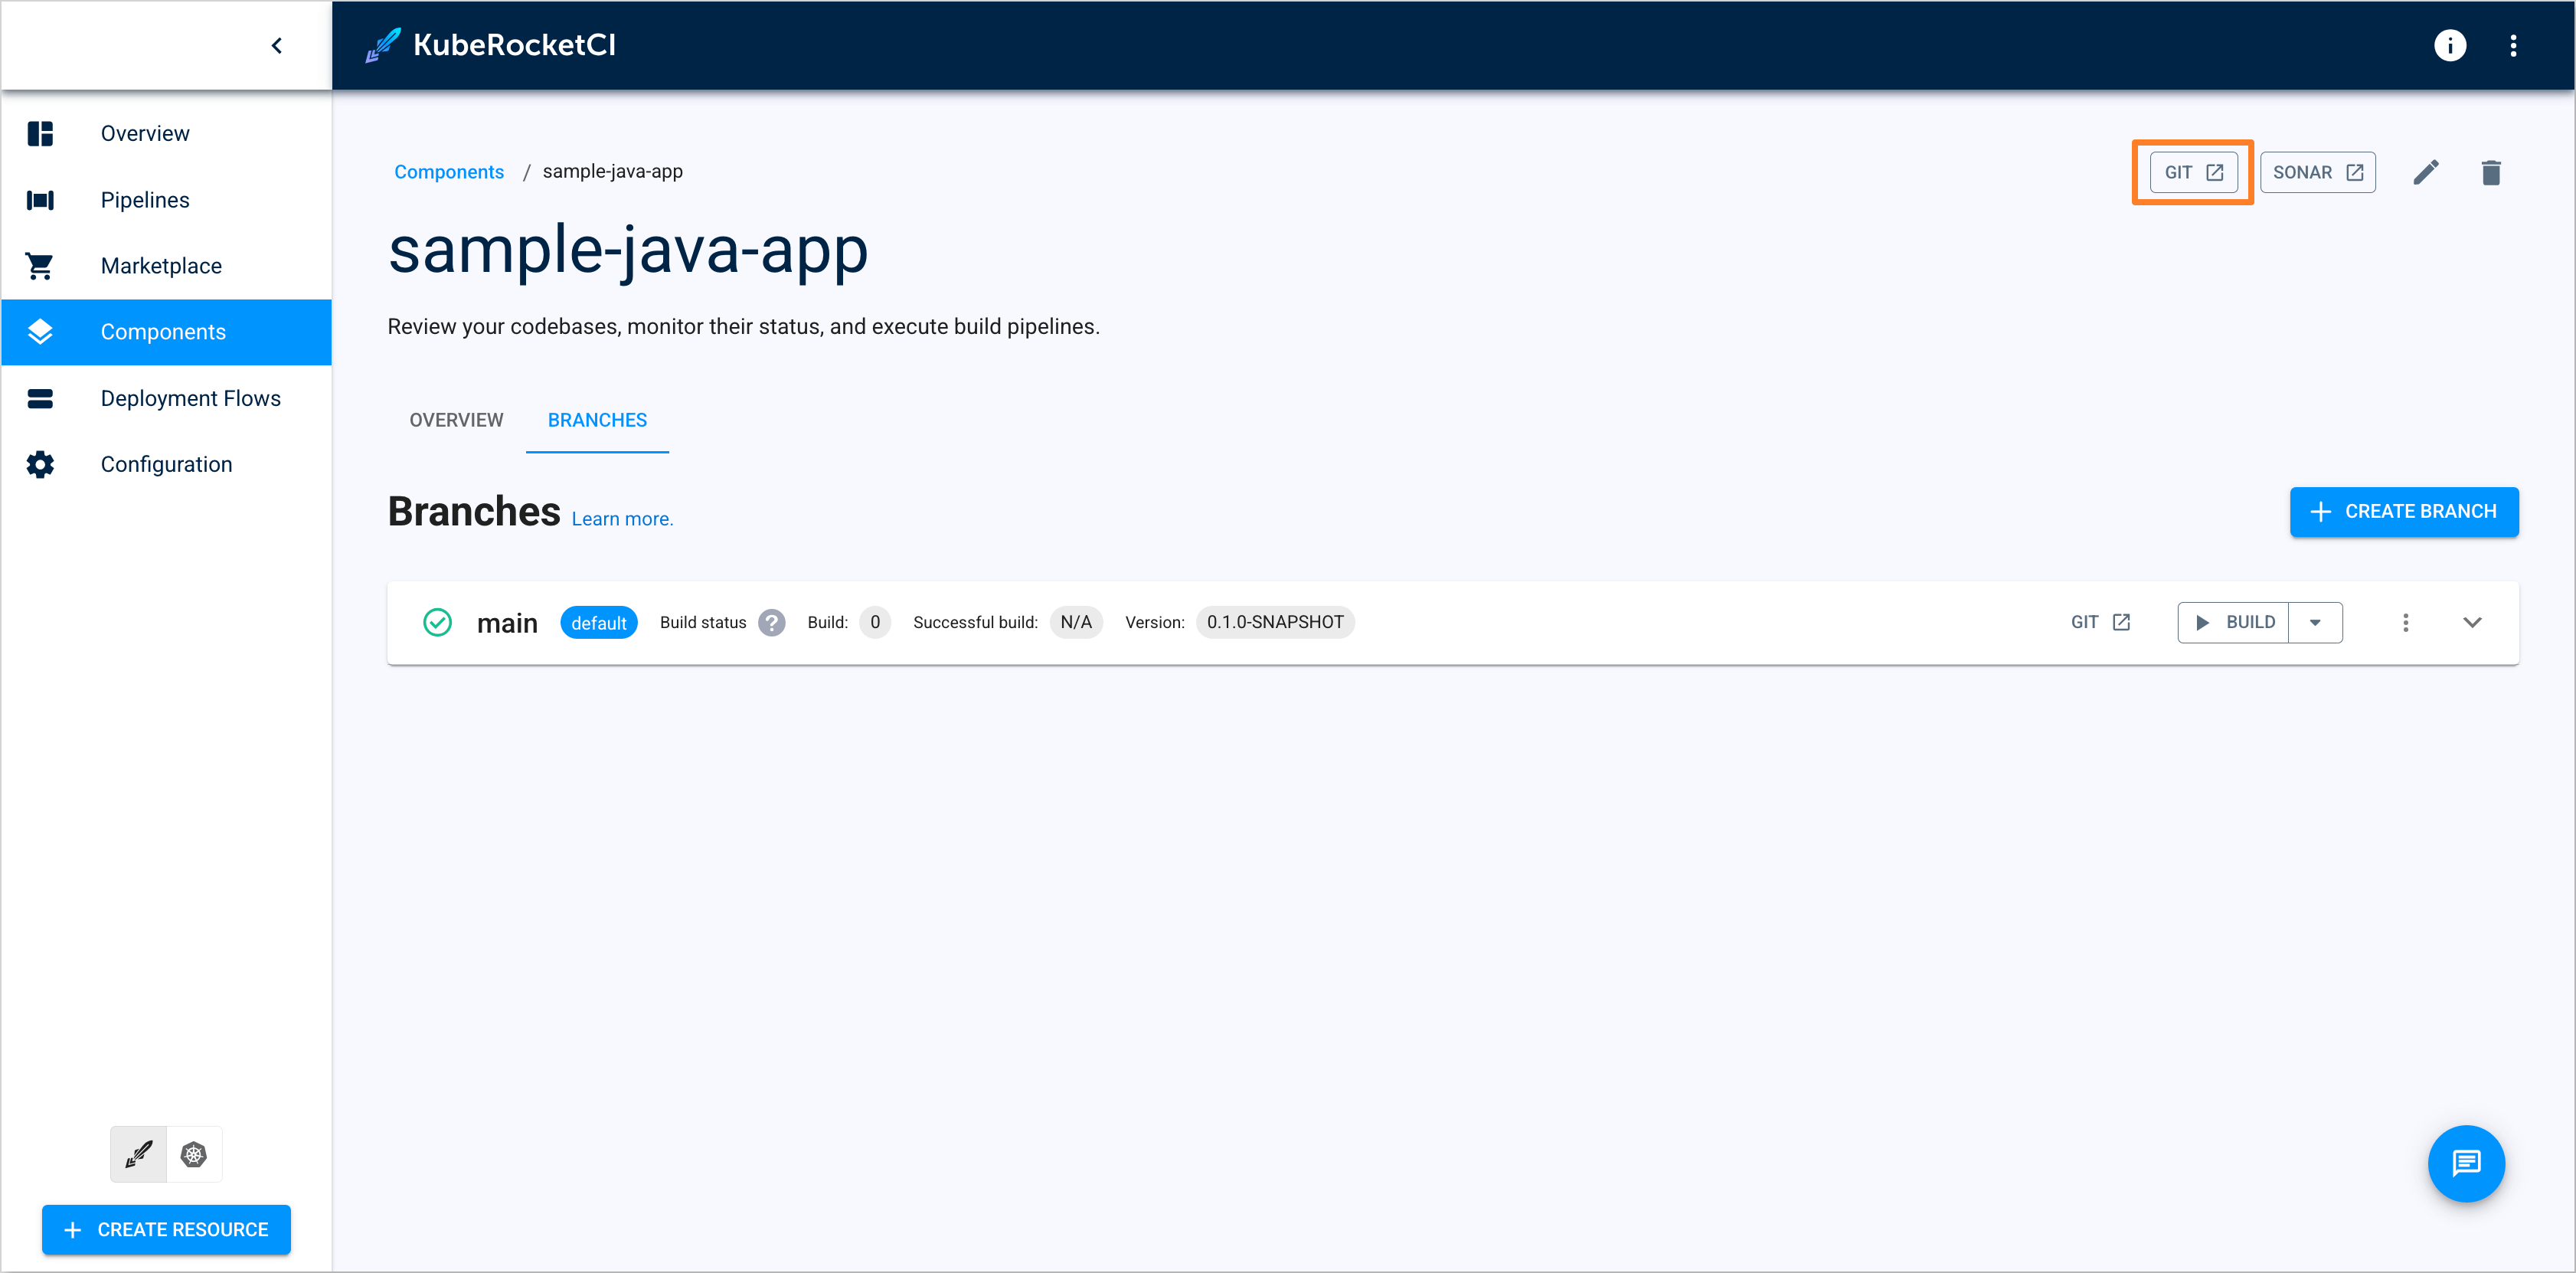 KubeRocketCI
Overview
Pipelines
Marketplace
Components
Deployment Flows
Configuration
CREATE RESOURCE
Components / sample-java-app
GIT
SONAR
sample-java-app
Review your codebases, monitor their status, and execute build pipelines.
OVERVIEW
BRANCHES
Branches Learn more.
CREATE BRANCH
main default Build status ? Build: 0 Successful build: N/A Version: 0.1.0-SNAPSHOT GIT BUILD